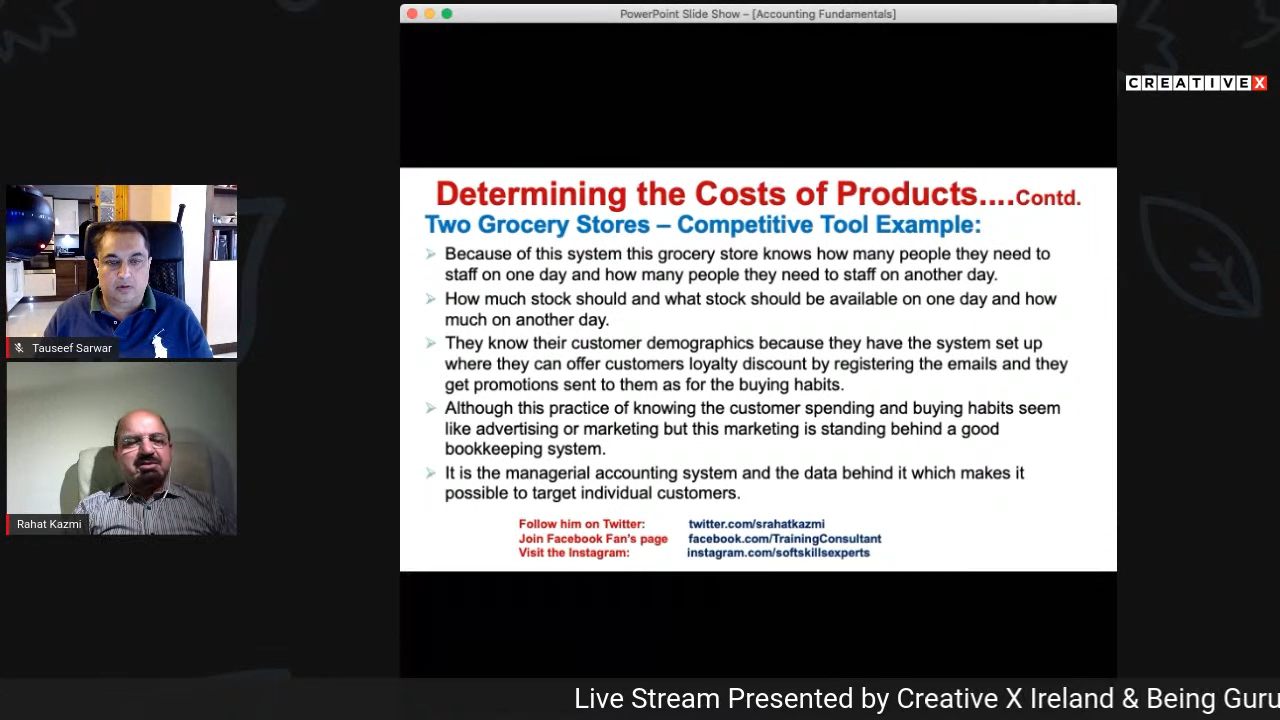 PowerPoint Slide Show – [Accounting Fundamentals]
CREATIVEX
Determining the Costs of Products....Contd.
Two Grocery Stores – Competitive Tool Example:
Because of this system this grocery store knows how many people they need to
staff on one day and how many people they need to staff on another day.
How much stock should and what stock should be available on one day and how
much on another day.
They know their customer demographics because they have the system set up
where they can offer customers loyalty discount by registering the emails and they
get promotions sent to them as for the buying habits.
Although this practice of knowing the customer spending and buying habits seem
like advertising or marketing but this marketing is standing behind a good
bookkeeping system.
It is the managerial accounting system and the data behind it which makes it
possible to target individual customers.
Follow him on Twitter: twitter.com/srahatkazmi
Join Facebook Fan's page facebook.com/TrainingConsultant
Visit the Instagram: instagram.com/softskillsexperts
Tauseef Sarwar
Rahat Kazmi
Live Stream Presented by Creative X Ireland & Being Guru